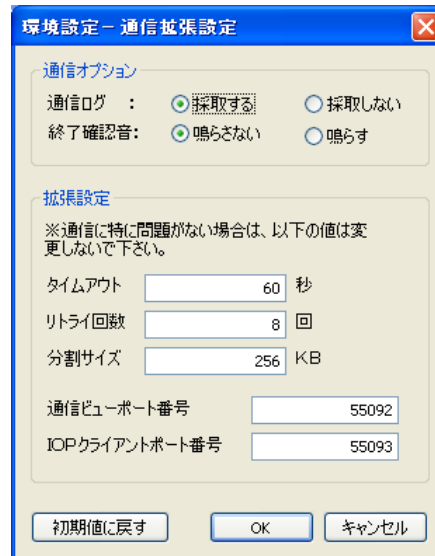 環境設定－通信拡張設定
通信オプション
通信ログ　： 採取する 採取しない
終了確認音： 鳴らさない 鳴らす
拡張設定
※通信に特に問題がない場合は、以下の値は変
更しないで下さい。
タイムアウト 60 秒
リトライ回数 8 回
分割サイズ 256 KB
通信ビューポート番号 55092
IOPクライアントポート番号 55093
初期値に戻す OK キャンセル